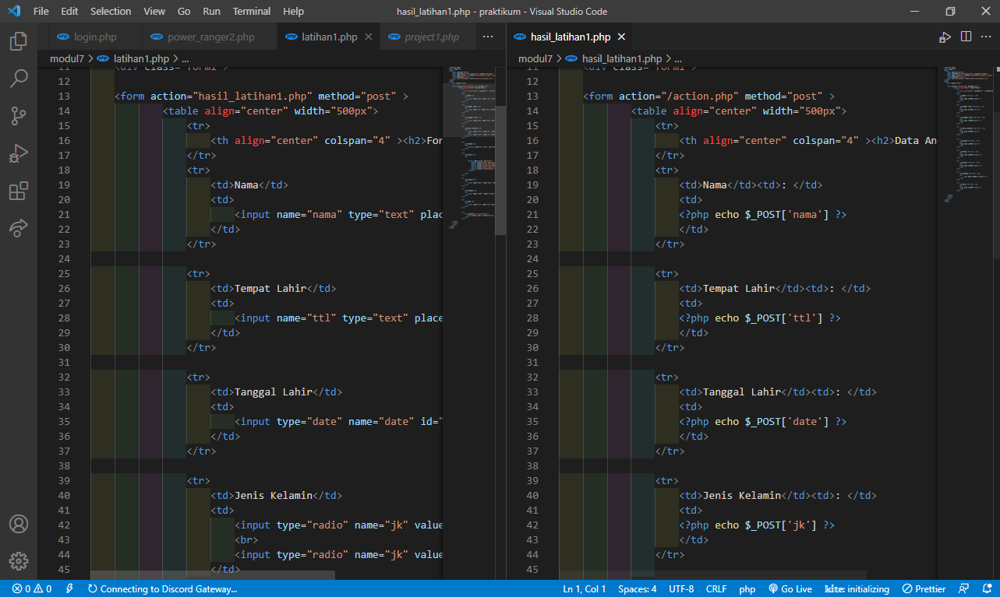 File Edit Selection View Go Run Terminal Help hasil_latihan1.php - praktikum - Visual Studio Code
login.php power_ranger2.php latihan1.php project1.php ... hasil_latihan1.php
modul7 > latihan1.php > ... modul7 > hasil_latihan1.php > ...
11 <div class="form1"> <div class="form1">
12
13 <form action="hasil_latihan1.php" method="post" >
14 <table align="center" width="500px">
15 <tr>
16 <th align="center" colspan="4" ><h2>For
17 </tr>
18 <tr>
19 <td>Nama</td>
20 <td>
21 <input name="nama" type="text" plac
22 </td>
23 </tr>
24
25 <tr>
26 <td>Tempat Lahir</td>
27 <td>
28 <input name="ttl" type="text" place
29 </td>
30 </tr>
31
32 <tr>
33 <td>Tanggal Lahir</td>
34 <td>
35 <input type="date" name="date" id="
36 </td>
37 </tr>
38
39 <tr>
40 <td>Jenis Kelamin</td>
41 <td>
42 <input type="radio" name="jk" value
43 <br>
44 <input type="radio" name="jk" value
45 </td>
12
13 <form action="/action.php" method="post" >
14 <table align="center" width="500px">
15 <tr>
16 <th align="center" colspan="4" ><h2>Data An
17 </tr>
18 <tr>
19 <td>Nama</td><td>: </td>
20 <td>
21 <?php echo $_POST['nama'] ?>
22 </td>
23 </tr>
24
25 <tr>
26 <td>Tempat Lahir</td><td>: </td>
27 <td>
28 <?php echo $_POST['ttl'] ?>
29 </td>
30 </tr>
31
32 <tr>
33 <td>Tanggal Lahir</td><td>: </td>
34 <td>
35 <?php echo $_POST['date'] ?>
36 </td>
37 </tr>
38
39 <tr>
40 <td>Jenis Kelamin</td><td>: </td>
41 <td>
42 <?php echo $_POST['jk'] ?>
43 </td>
44 </tr>
45
0 0 Connecting to Discord Gateway... Ln 1, Col 1 Spaces: 4 UTF-8 CRLF php Go Live kite: initializing Prettier